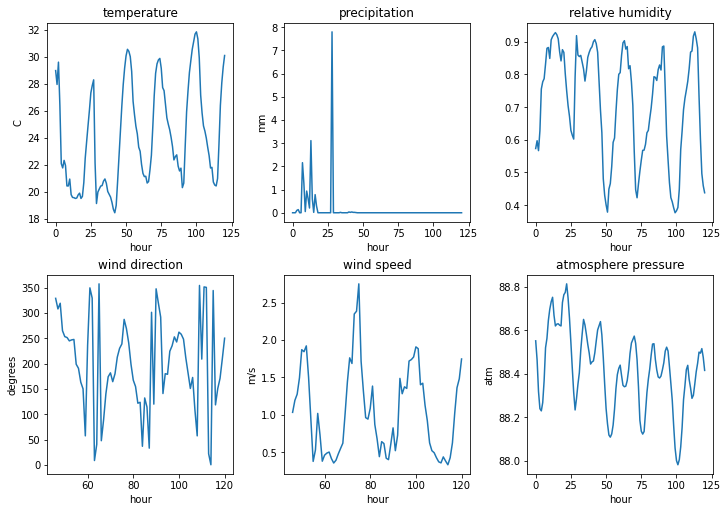 temperature
32
30
28
26
24
22
20
18
C
0 25 50 75 100 125
hour
precipitation
8
7
6
5
4
3
2
1
0
mm
0 25 50 75 100 125
hour
relative humidity
0.9
0.8
0.7
0.6
0.5
0.4
0 25 50 75 100 125
hour
wind direction
350
300
250
200
150
100
50
0
degrees
60 80 100 120
hour
wind speed
2.5
2.0
1.5
1.0
0.5
m/s
60 80 100 120
hour
atmosphere pressure
88.8
88.6
88.4
88.2
88.0
atm
0 25 50 75 100 125
hour